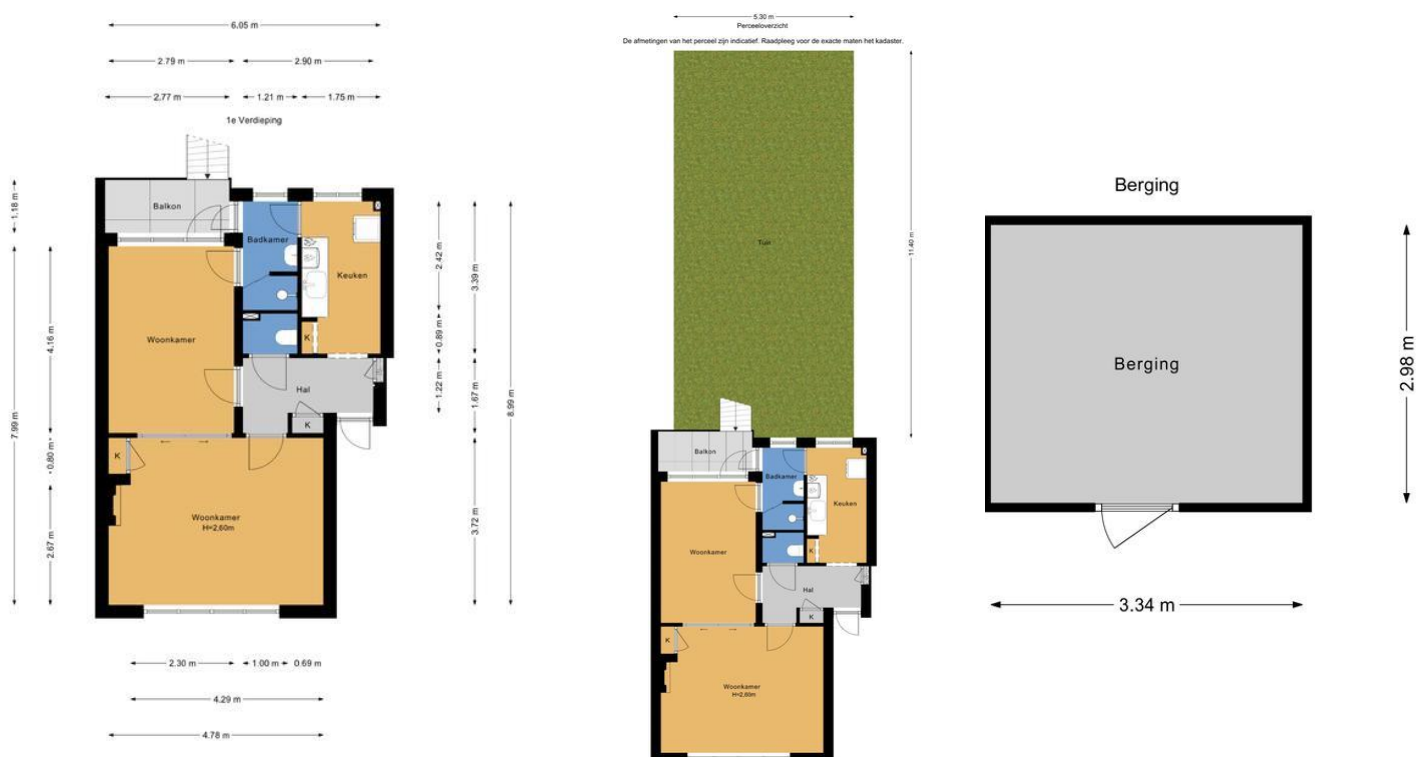 6.05 m
2.79 m
2.90 m
2.77 m
1.21 m
1.75 m
1e Verdieping
1.18 m
7.99 m
4.16 m
0.80 m
2.67 m
Balkon
Badkamer
Keuken
Woonkamer
K
Hal
K
K
Woonkamer
H=2,60m
2.42 m
0.89 m
1.22 m
3.39 m
1.67 m
3.72 m
8.99 m
2.30 m
1.00 m
0.69 m
4.29 m
4.78 m
5.30 m
Perceeloverzicht
De afmetingen van het perceel zijn indicatief. Raadpleeg voor de exacte maten het kadaster.
Tuin
11.40 m
Balkon
Badkamer
Keuken
Woonkamer
K
Hal
K
K
Woonkamer
H=2,60m
Berging
Berging
2.98 m
3.34 m